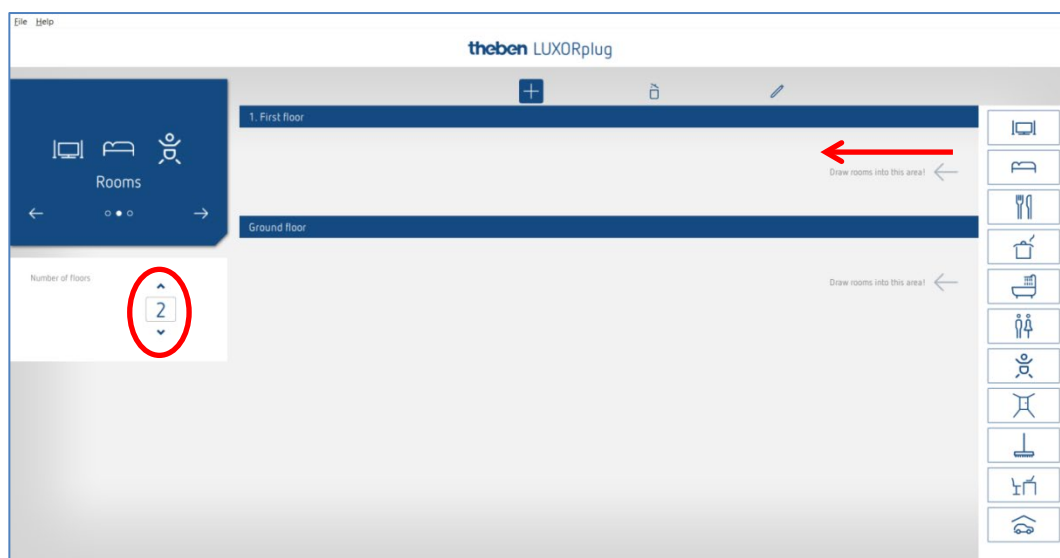 File Help
theben LUXORplug
1. First floor
Rooms
Draw rooms into this area!
Ground floor
Number of floors
2
Draw rooms into this area!